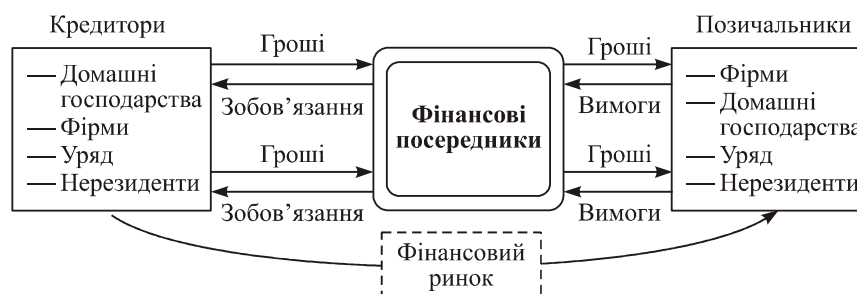 Кредитори
Позичальники
Гроші
Гроші
— Домашні
господарства
— Фірми
— Уряд
— Нерезиденти
Зобов’язання
Фінансові
посередники
Вимоги
— Фірми
— Домашні
господарства
— Уряд
— Нерезиденти
Гроші
Гроші
Зобов’язання
Вимоги
Фінансовий
ринок